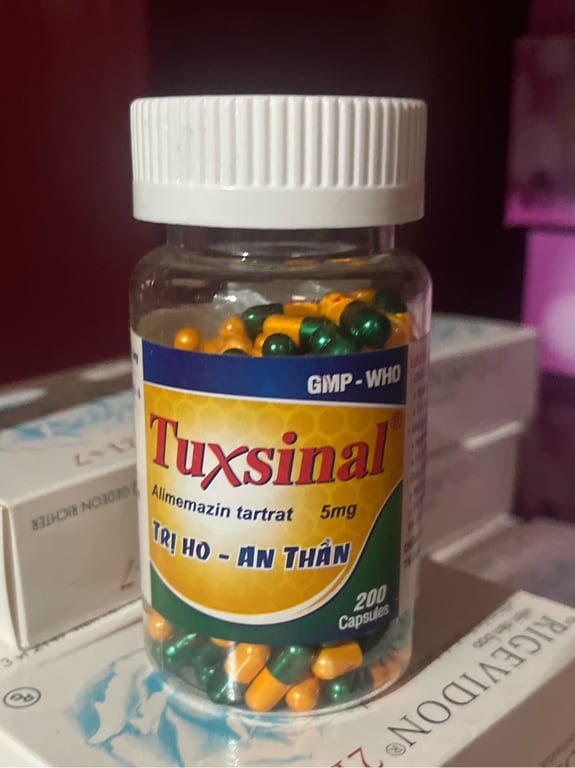 GMP - WHO
Tuxsinal®
Alimemazin tartrat 5mg
TRỊ HO - AN THẦN
200
Capsules
GEDEON RICHTER
RIGEVIDON®